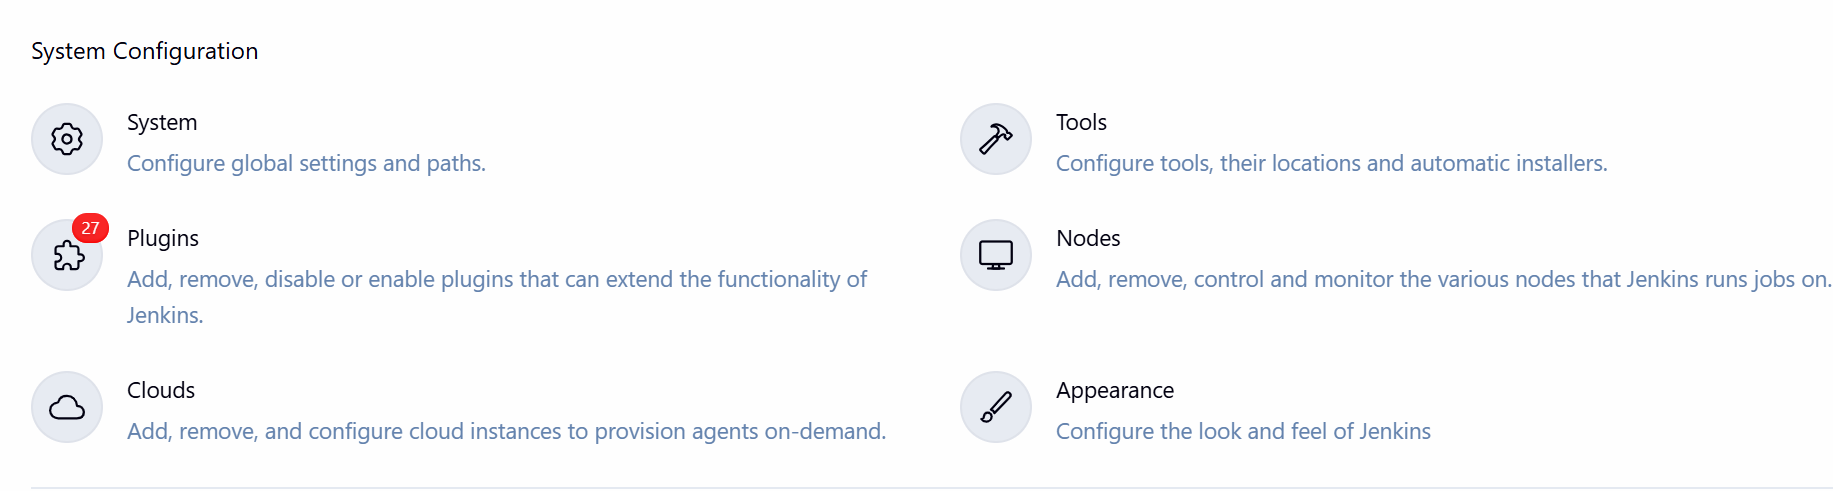 System Configuration
System
Configure global settings and paths.
Tools
Configure tools, their locations and automatic installers.
27
Plugins
Add, remove, disable or enable plugins that can extend the functionality of
Jenkins.
Nodes
Add, remove, control and monitor the various nodes that Jenkins runs jobs on.
Clouds
Add, remove, and configure cloud instances to provision agents on-demand.
Appearance
Configure the look and feel of Jenkins